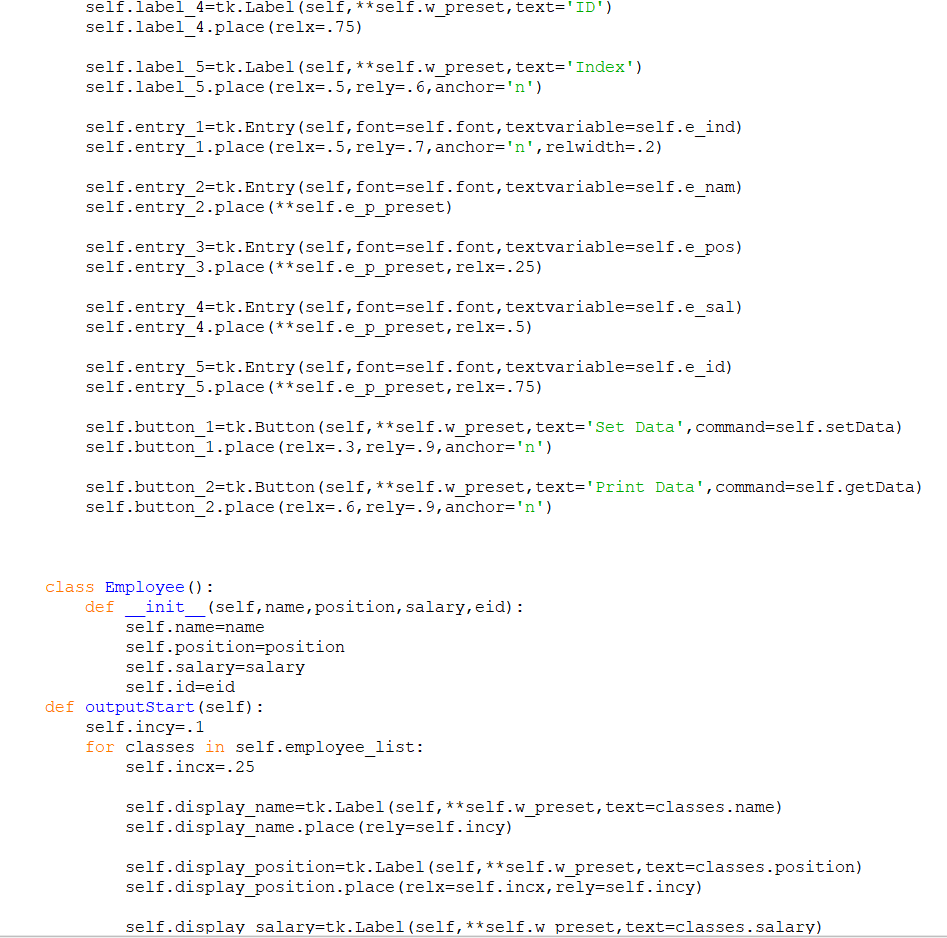 self.label_4=tk.Label(self,**self.w_preset,text='ID')
self.label_4.place(relx=.75)
self.label_5=tk.Label(self,**self.w_preset,text='Index')
self.label_5.place(relx=.5,rely=.6,anchor='n')
self.entry_1=tk.Entry(self,font=self.font,textvariable=self.e_ind)
self.entry_1.place(relx=.5,rely=.7,anchor='n',relwidth=.2)
self.entry_2=tk.Entry(self,font=self.font,textvariable=self.e_nam)
self.entry_2.place(**self.e_p_preset)
self.entry_3=tk.Entry(self,font=self.font,textvariable=self.e_pos)
self.entry_3.place(**self.e_p_preset,relx=.25)
self.entry_4=tk.Entry(self,font=self.font,textvariable=self.e_sal)
self.entry_4.place(**self.e_p_preset,relx=.5)
self.entry_5=tk.Entry(self,font=self.font,textvariable=self.e_id)
self.entry_5.place(**self.e_p_preset,relx=.75)
self.button_1=tk.Button(self,**self.w_preset,text='Set Data',command=self.setData)
self.button_1.place(relx=.3,rely=.9,anchor='n')
self.button_2=tk.Button(self,**self.w_preset,text='Print Data',command=self.getData)
self.button_2.place(relx=.6,rely=.9,anchor='n')
class Employee():
def __init__(self,name,position,salary,eid):
self.name=name
self.position=position
self.salary=salary
self.id=eid
def outputStart(self):
self.incy=.1
for classes in self.employee_list:
self.incx=.25
self.display_name=tk.Label(self,**self.w_preset,text=classes.name)
self.display_name.place(rely=self.incy)
self.display_position=tk.Label(self,**self.w_preset,text=classes.position)
self.display_position.place(relx=self.incx,rely=self.incy)
self.display_salary=tk.Label(self,**self.w_preset,text=classes.salary)